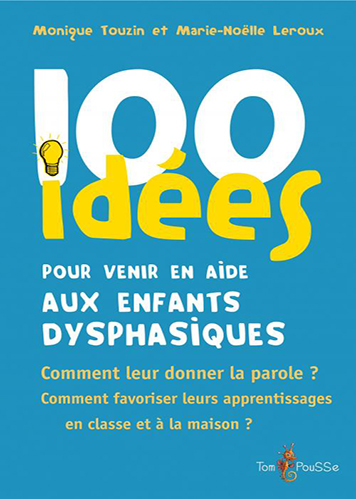 Monique Touzin et Marie-Noëlle Leroux
100
idées
POUR VENIR EN AIDE
AUX ENFANTS
DYSPHASIQUES
Comment leur donner la parole ?
Comment favoriser leurs apprentissages
en classe et à la maison ?
Tom PouSSe